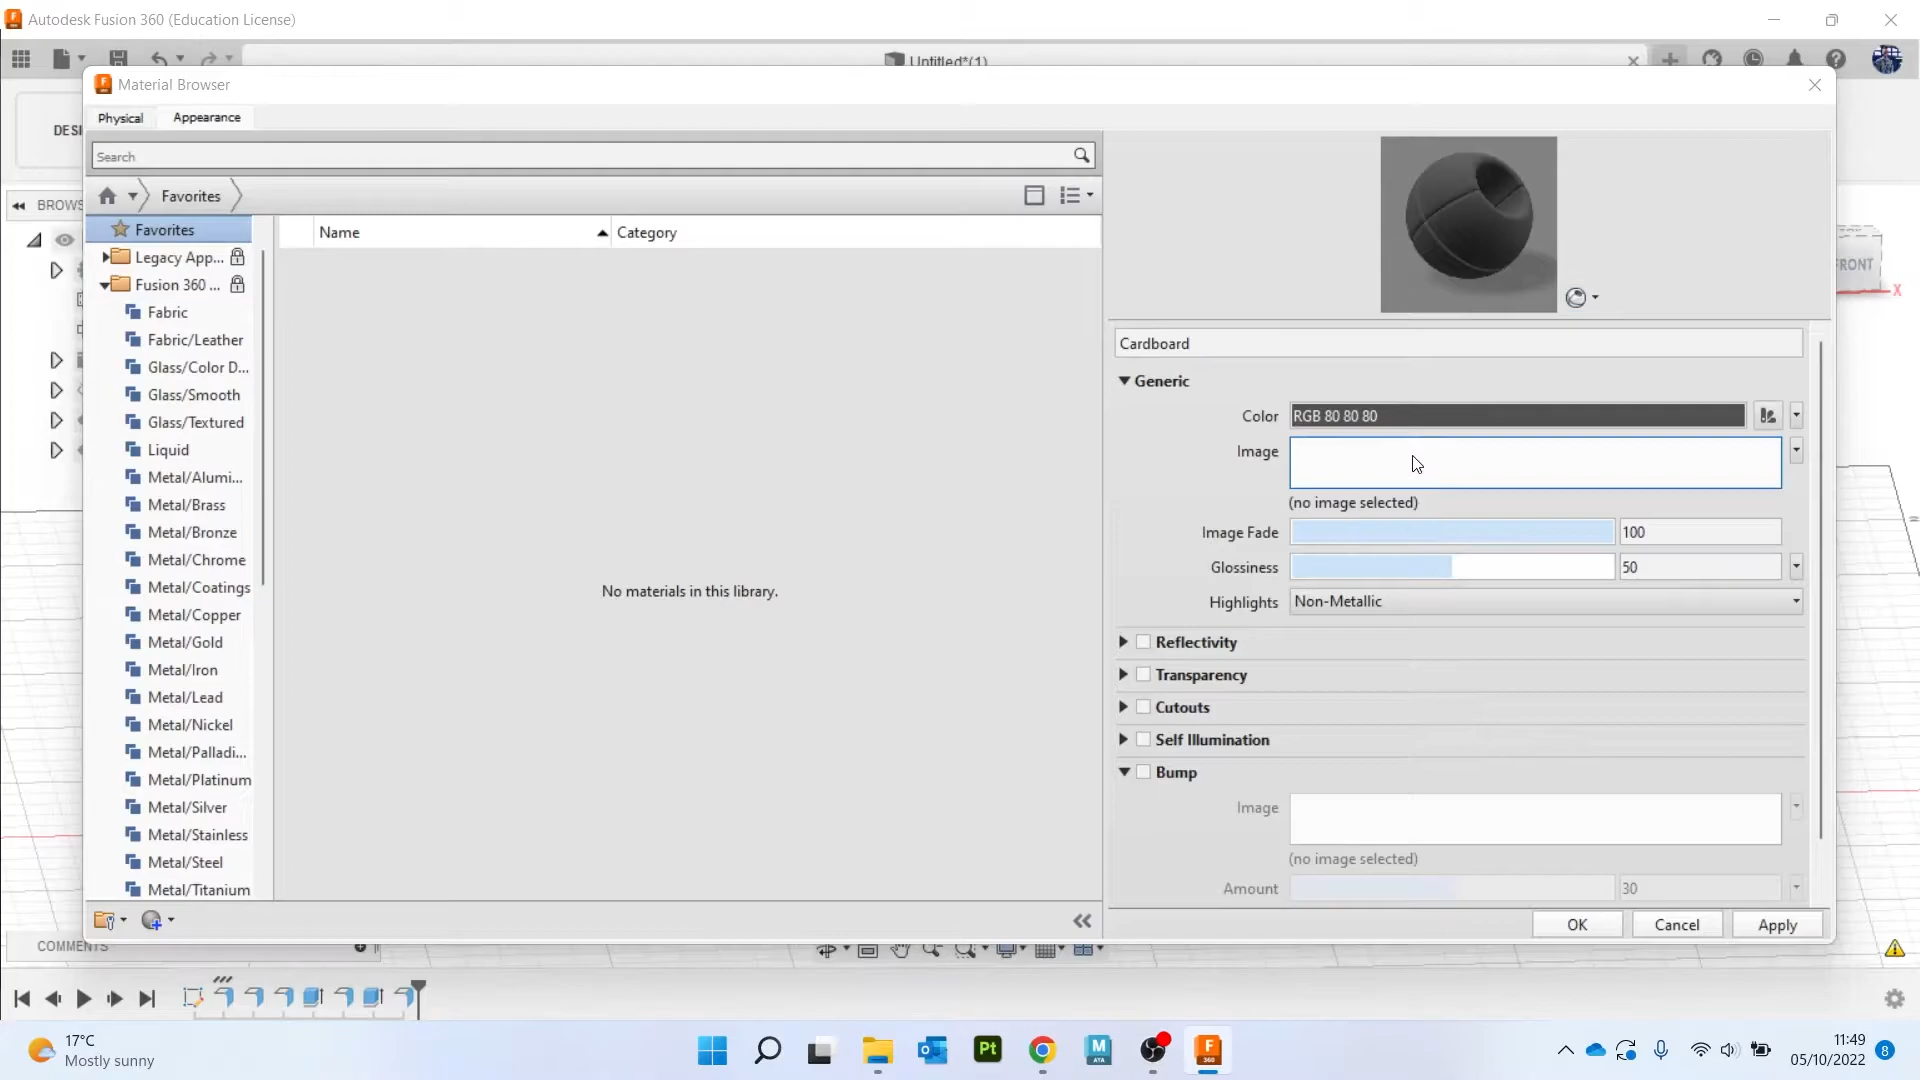 Autodesk Fusion 360 (Education License)
Untitled*(1)
Material Browser
Physical
Appearance
DESI
Search
BROWS
Favorites
Favorites
Name
Category
Legacy App...
Fusion 360 ...
Fabric
Fabric/Leather
Glass/Color D...
Glass/Smooth
Glass/Textured
Liquid
Metal/Alumi...
Metal/Brass
Metal/Bronze
Metal/Chrome
Metal/Coatings
Metal/Copper
Metal/Gold
Metal/Iron
Metal/Lead
Metal/Nickel
Metal/Palladi...
Metal/Platinum
Metal/Silver
Metal/Stainless
Metal/Steel
Metal/Titanium
No materials in this library.
FRONT
X
Cardboard
Generic
Color RGB 80 80 80
Image
(no image selected)
Image Fade 100
Glossiness 50
Highlights Non-Metallic
Reflectivity
Transparency
Cutouts
Self Illumination
Bump
Image
(no image selected)
Amount 30
OK Cancel Apply
COMMENTS
17°C
Mostly sunny
Pt
M
AYA
F
360
11:49
05/10/2022
8